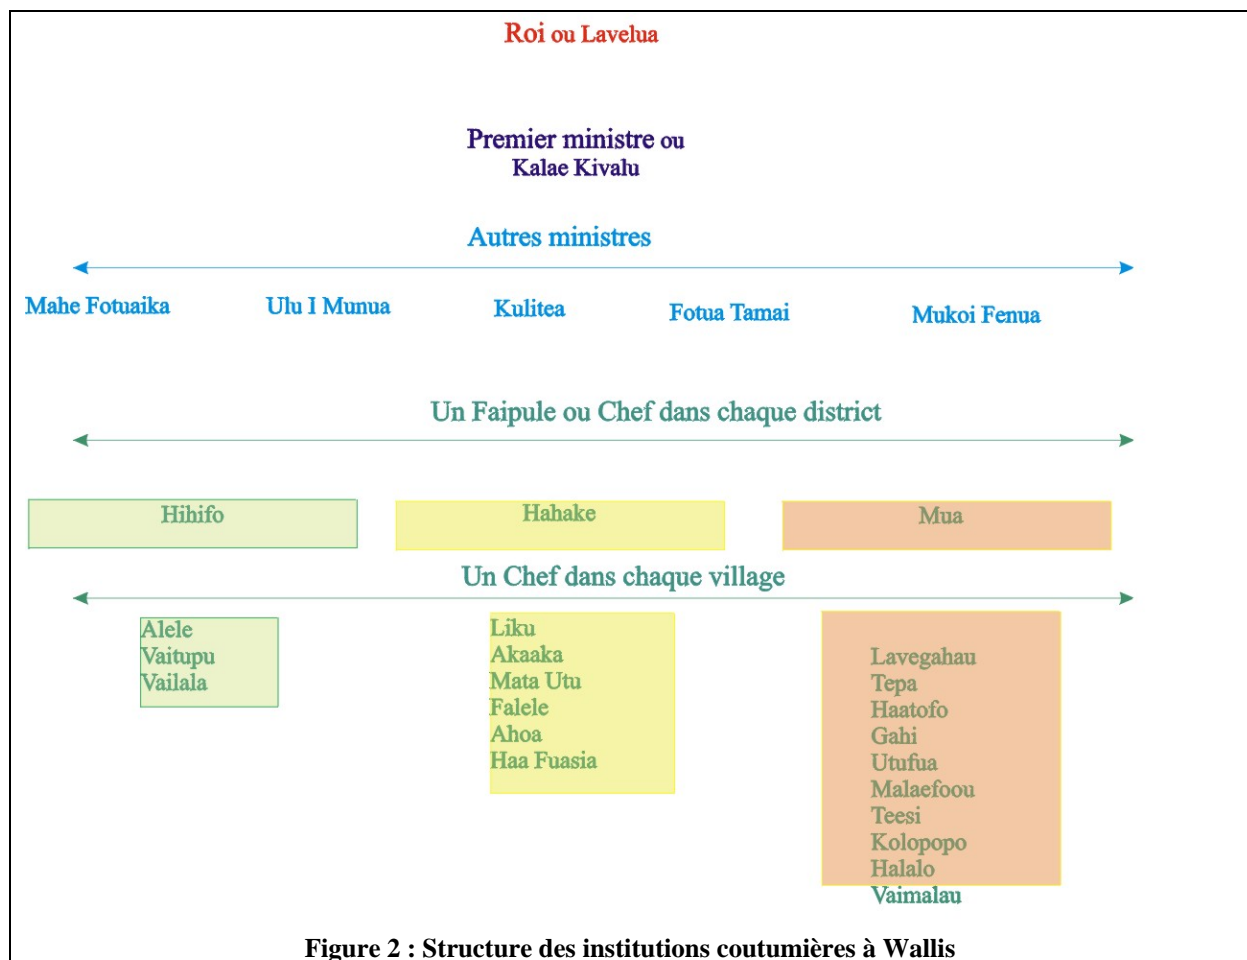 Roi ou Lavelua
Premier ministre ou
Kalae Kivalu
Autres ministres
Mahe Fotuaika
Ulu I Munua
Kulitea
Fotua Tamai
Mukoi Fenua
Un Faipule ou Chef dans chaque district
Hihifo
Hahake
Mua
Un Chef dans chaque village
Alele
Vaitupu
Vailala
Liku
Akaaka
Mata Utu
Falele
Ahoa
Haa Fuasia
Lavegahau
Tepa
Haatofo
Gahi
Utufua
Malaefoou
Teesi
Kolopopo
Halalo
Vaimalau
Figure 2 : Structure des institutions coutumières à Wallis